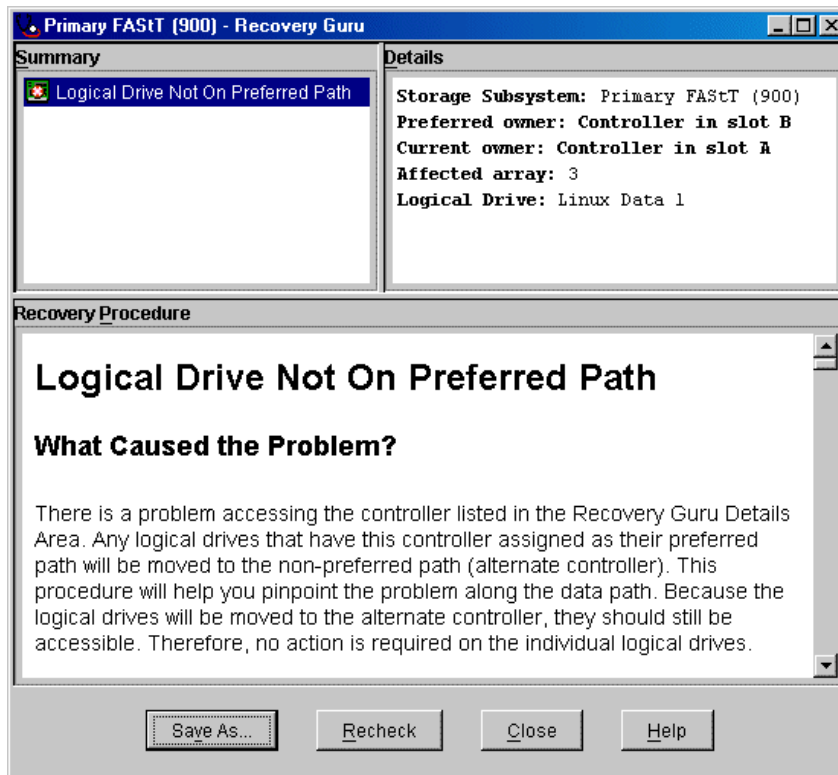 Primary FAStT (900) - Recovery Guru
Summary
Logical Drive Not On Preferred Path
Details
Storage Subsystem: Primary FAStT (900)
Preferred owner: Controller in slot B
Current owner: Controller in slot A
Affected array: 3
Logical Drive: Linux Data 1
Recovery Procedure
Logical Drive Not On Preferred Path
What Caused the Problem?
There is a problem accessing the controller listed in the Recovery Guru Details
Area. Any logical drives that have this controller assigned as their preferred
path will be moved to the non-preferred path (alternate controller). This
procedure will help you pinpoint the problem along the data path. Because the
logical drives will be moved to the alternate controller, they should still be
accessible. Therefore, no action is required on the individual logical drives.
Save As...
Recheck
Close
Help